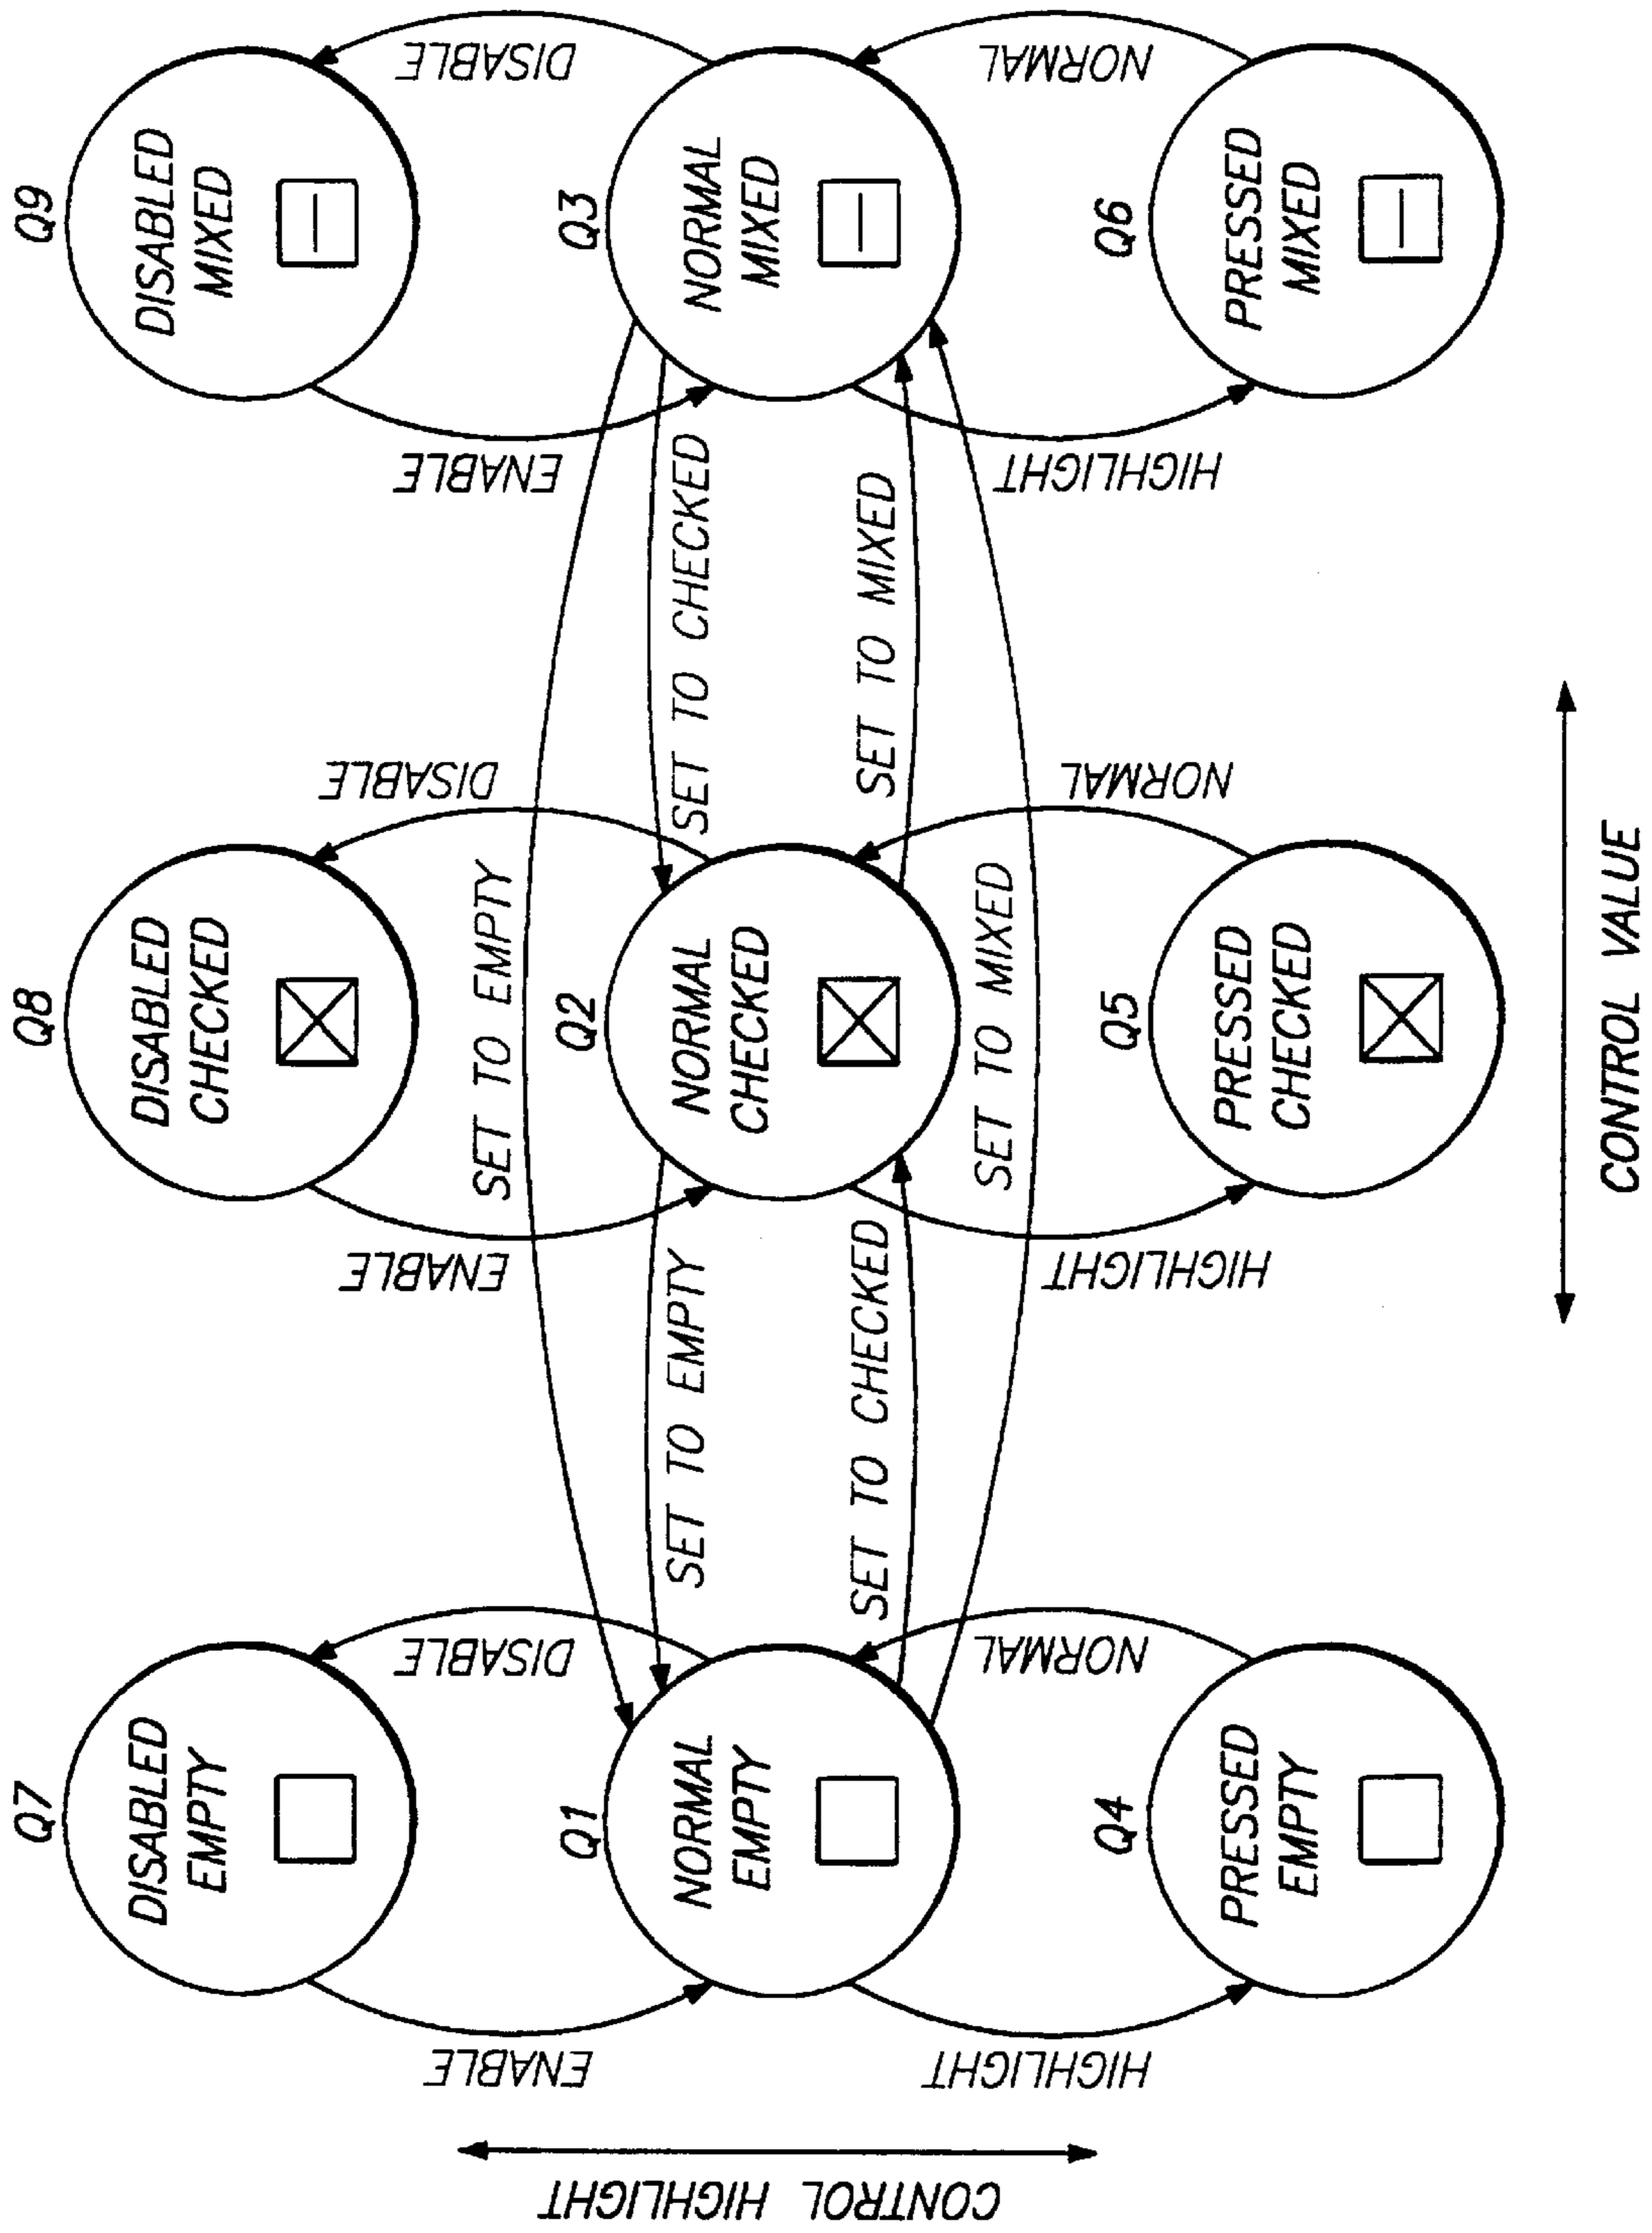 Q7
DISABLED
EMPTY
Q8
DISABLED
CHECKED
Q9
DISABLED
MIXED
ENABLE
DISABLE
ENABLE
DISABLE
ENABLE
DISABLE
SET TO EMPTY
Q1
NORMAL
EMPTY
SET TO EMPTY
SET TO CHECKED
Q2
NORMAL
CHECKED
SET TO CHECKED
SET TO MIXED
Q3
NORMAL
MIXED
SET TO MIXED
HIGHLIGHT
NORMAL
HIGHLIGHT
NORMAL
HIGHLIGHT
NORMAL
Q4
PRESSED
EMPTY
Q5
PRESSED
CHECKED
Q6
PRESSED
MIXED
CONTROL HIGHLIGHT
CONTROL VALUE